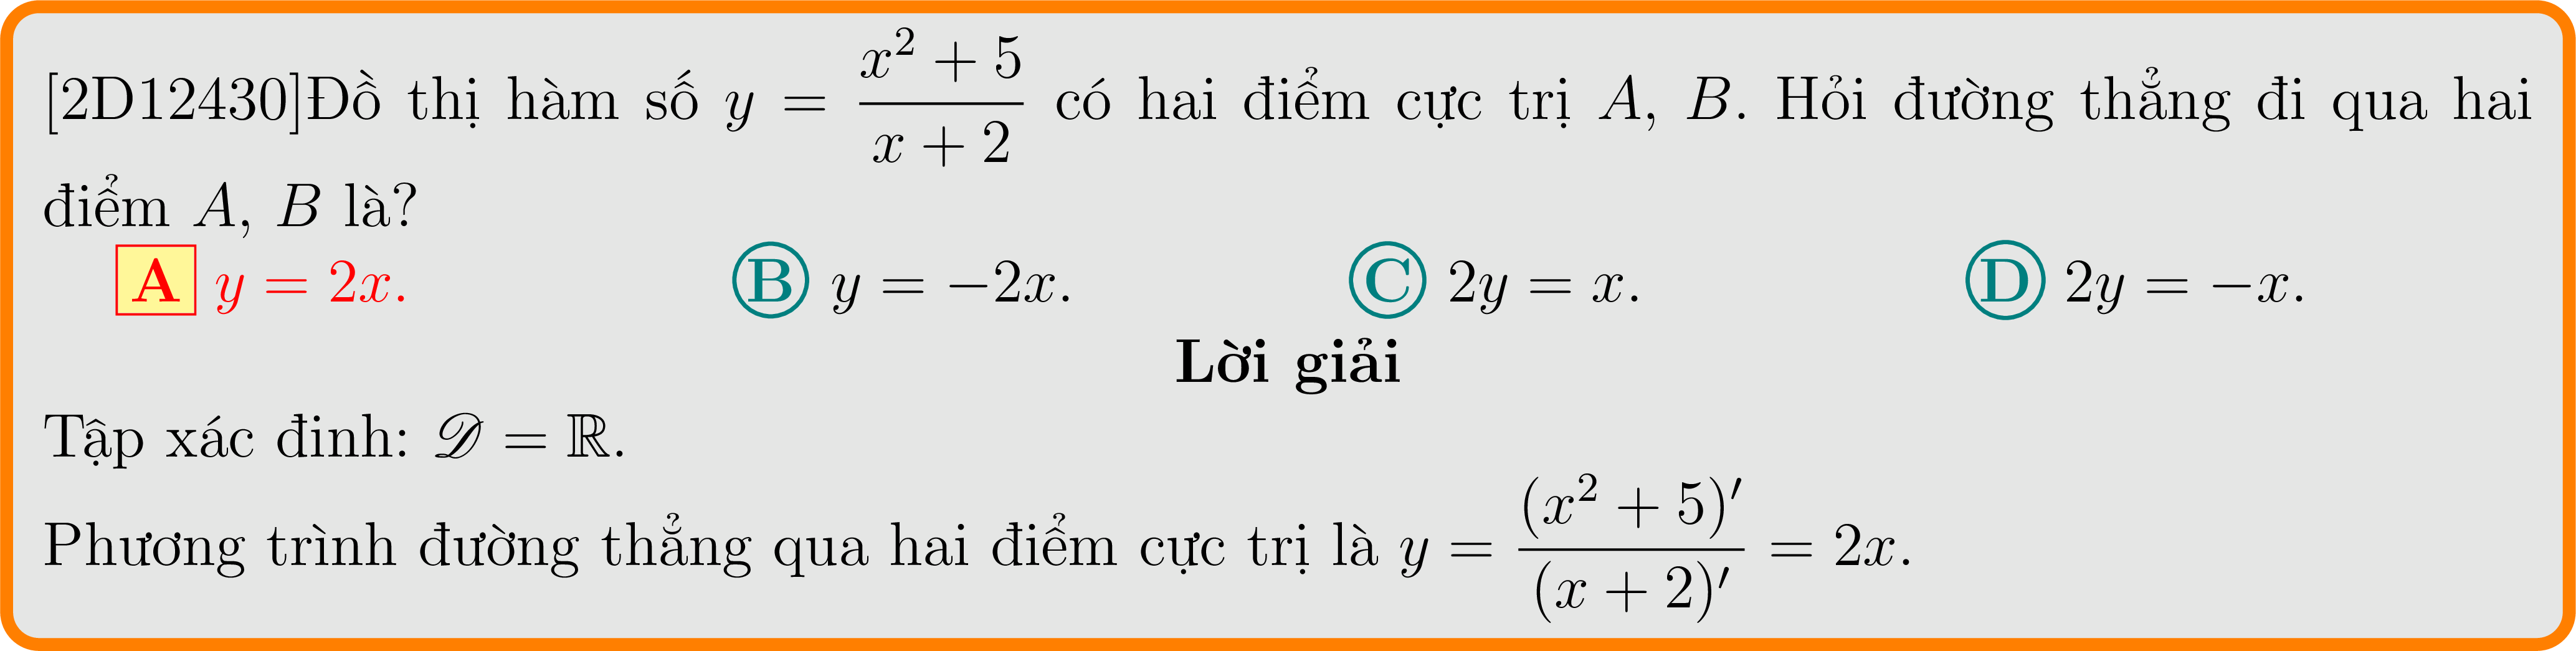 [2D12430]Đồ thị hàm số $y = \dfrac{x^2 + 5}{x + 2}$ có hai điểm cực trị $A$, $B$. Hỏi đường thẳng đi qua hai
điểm $A$, $B$ là?
A $y = 2x$. B $y = -2x$. C $2y = x$. D $2y = -x$.
Lời giải
Tập xác đinh: $\mathscr{D} = \mathbb{R}$.
Phương trình đường thẳng qua hai điểm cực trị là $y = \dfrac{(x^2 + 5)'}{(x + 2)'} = 2x$.